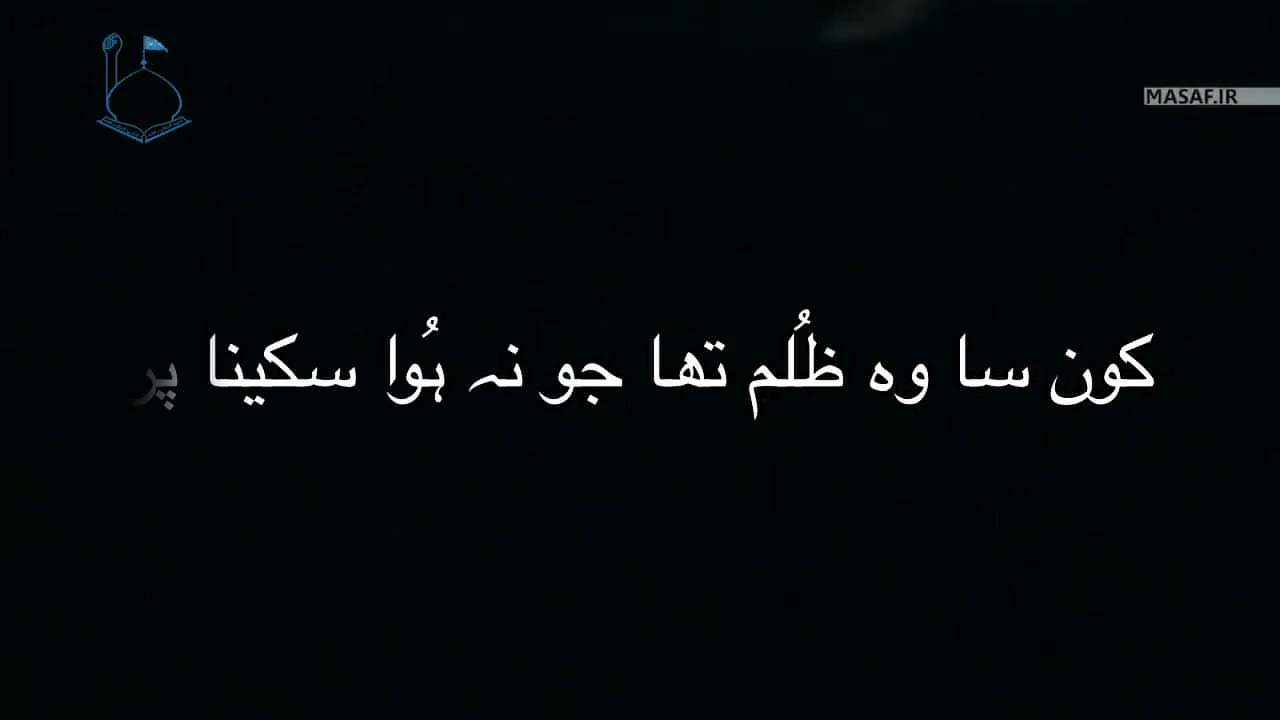 MASAF.IR
کون سا وہ ظُلم تھا جو نہ ہُوا سکینا پر